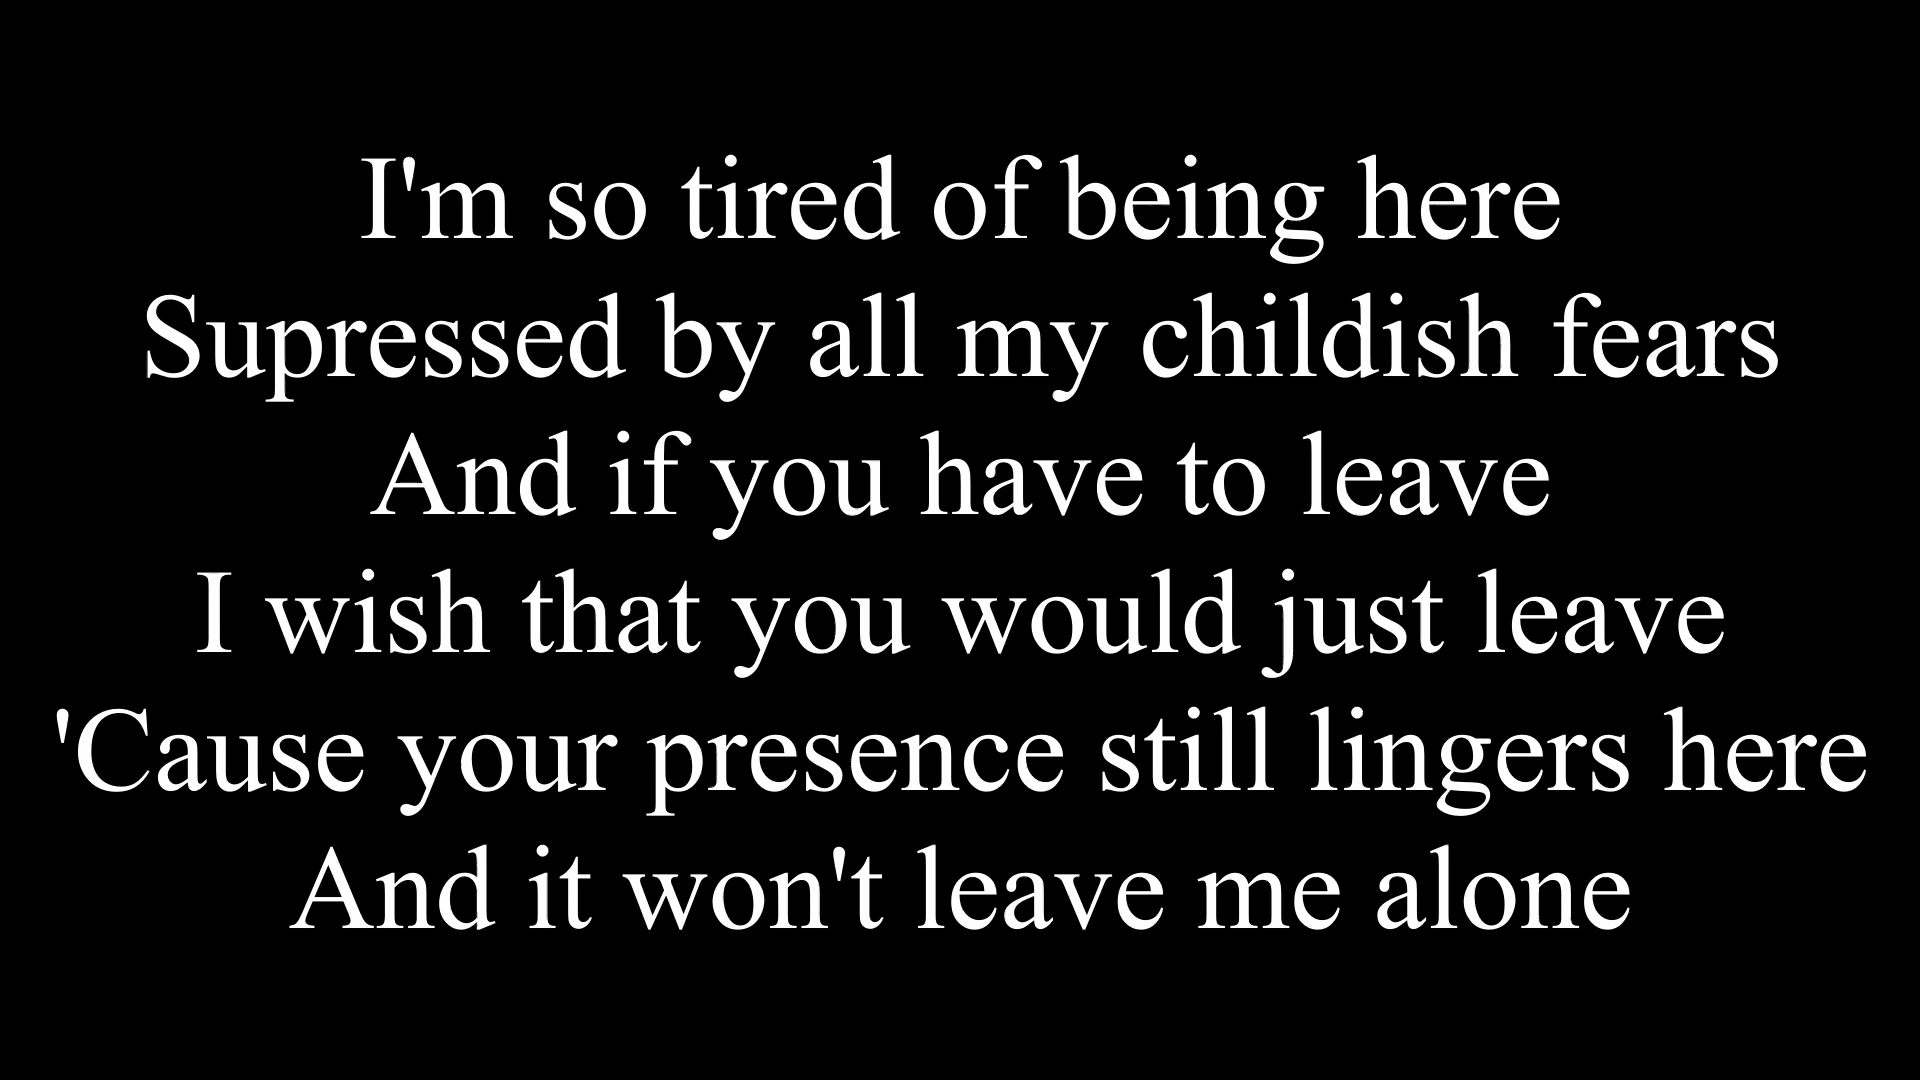 I'm so tired of being here
Supressed by all my childish fears
And if you have to leave
I wish that you would just leave
'Cause your presence still lingers here
And it won't leave me alone